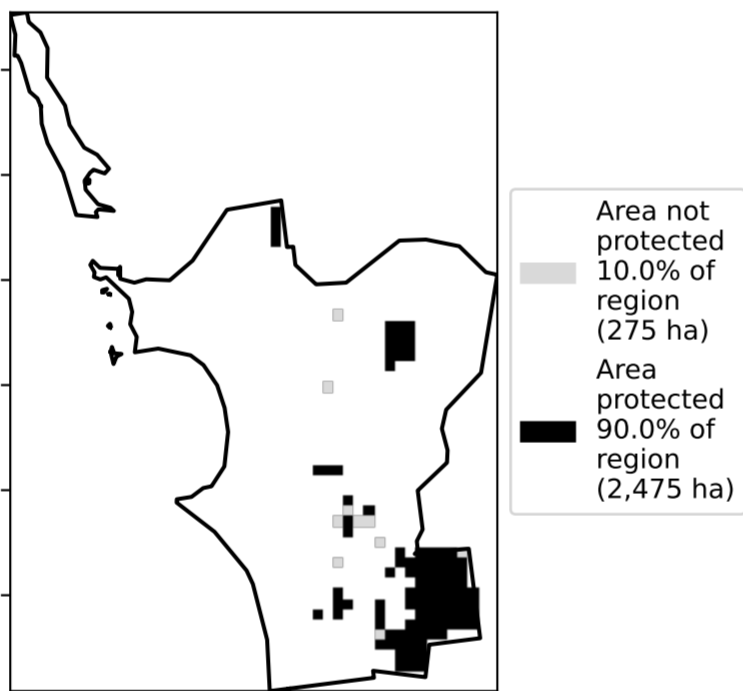 Area not
protected
10.0% of
region
(275 ha)
Area
protected
90.0% of
region
(2,475 ha)